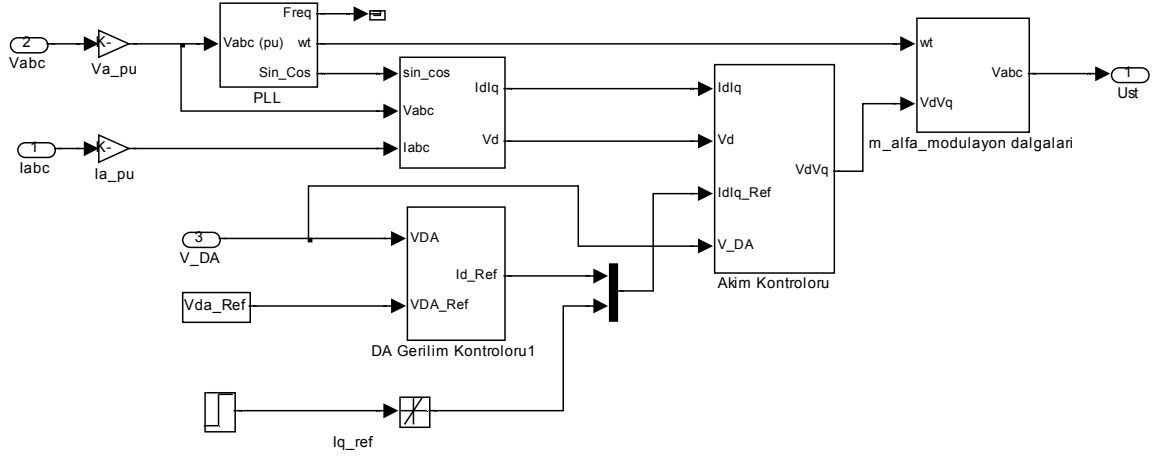 Freq
2
K-
Vabc (pu)
wt
wt
Vabc
Va_pu
Sin_Cos
sin_cos
Vabc
1
PLL
IdIq
IdIq
Ust
Vabc
VdVq
1
K-
Iabc
Vd
Vd
m_alfa_modulayon dalgalari
Iabc
Ia_pu
VdVq
IdIq_Ref
3
VDA
V_DA
V_DA
Id_Ref
Akim Kontroloru
Vda_Ref
VDA_Ref
DA Gerilim Kontroloru1
Iq_ref